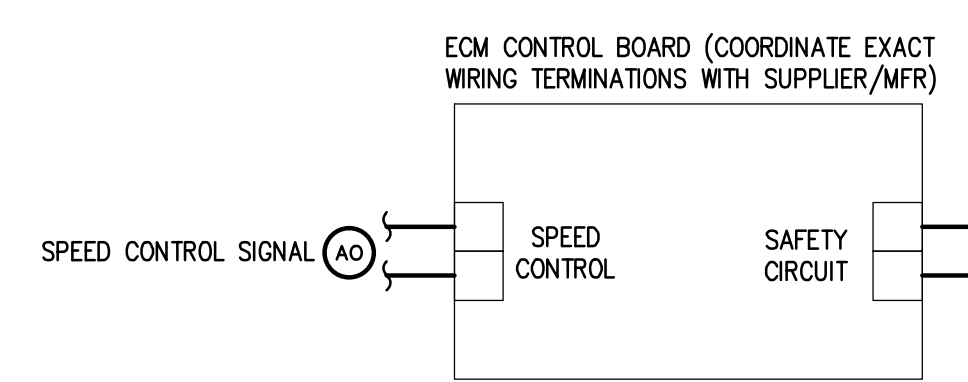 ECM CONTROL BOARD (COORDINATE EXACT
WIRING TERMINATIONS WITH SUPPLIER/MFR)
SPEED CONTROL SIGNAL AO
SPEED
CONTROL
SAFETY
CIRCUIT